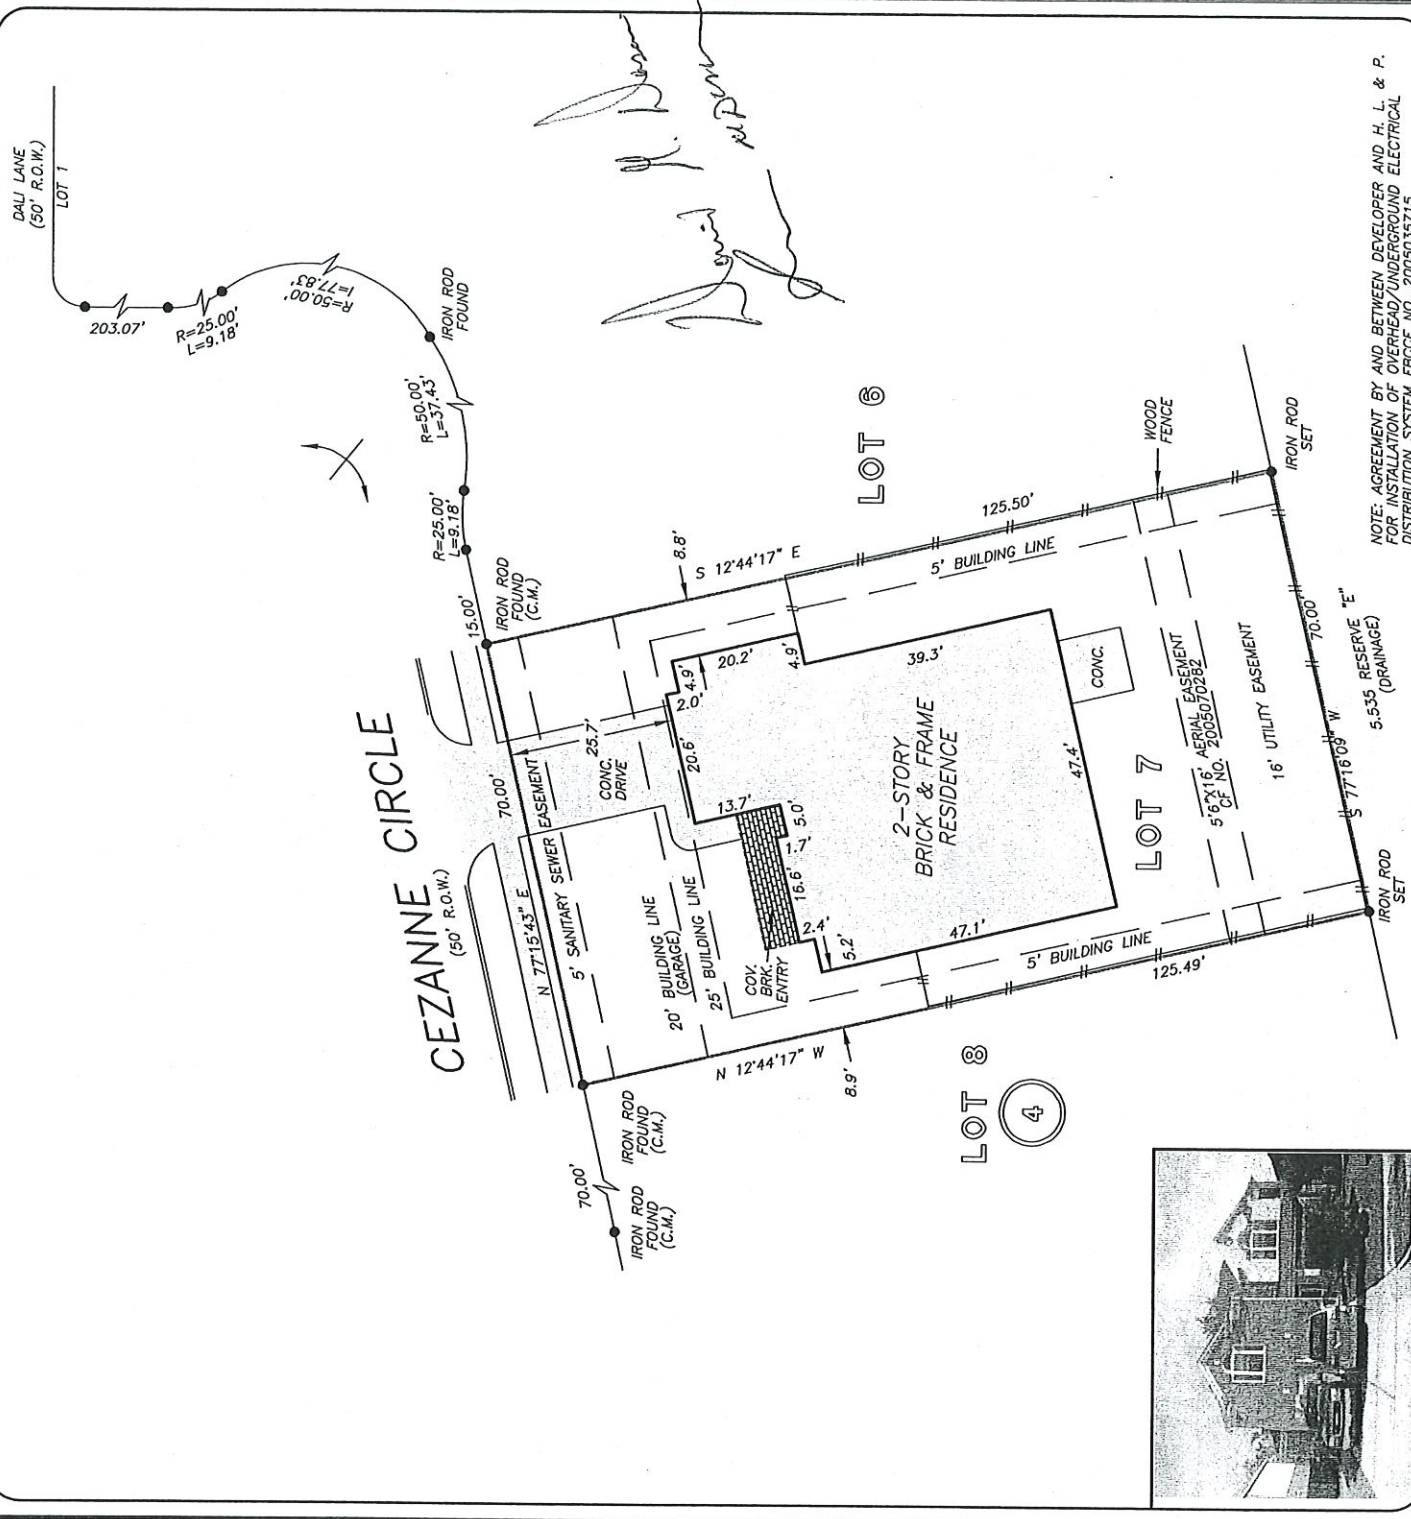 DALI LANE
(50' R.O.W.)
LOT 1
203.07'
R=25.00'
L=9.18'
R=50.00'
L=77.83'
IRON ROD
FOUND
R=50.00'
L=37.43'
R=25.00'
L=9.18'
15.00'
IRON ROD
FOUND
(C.M.)
CEZANNE CIRCLE
(50' R.O.W.)
70.00'
N 77°15'43" E
5' SANITARY SEWER EASEMENT
20' BUILDING LINE
(GARAGE)
25' BUILDING LINE
CONC.
DRIVE
25.7'
8.8'
S 12°44'17" E
125.50'
5' BUILDING LINE
LOT 6
WOOD
FENCE
IRON ROD
SET
20.6'
2.0'
4.9'
20.2'
4.9'
39.3'
13.7'
5.0'
1.7'
16.6'
2.4'
5.2'
47.1'
47.4'
COV.
BRK.
ENTRY
2-STORY
BRICK & FRAME
RESIDENCE
CONC.
LOT 7
5'6"X16' AERIAL EASEMENT
CF NO. 2005070282
16' UTILITY EASEMENT
70.00'
S 77°16'09" W
5.535 RESERVE "E"
(DRAINAGE)
IRON ROD
SET
5' BUILDING LINE
125.49'
N 12°44'17" W
8.9'
LOT 8
4
IRON ROD
FOUND
(C.M.)
70.00'
IRON ROD
FOUND
(C.M.)
NOTE: AGREEMENT BY AND BETWEEN DEVELOPER AND H. L. & P.
FOR INSTALLATION OF OVERHEAD/UNDERGROUND ELECTRICAL
DISTRIBUTION SYSTEM FBCCF NO. 2005035715